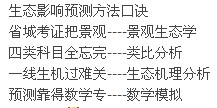 生态影响预测方法口诀
省域考证把景观----景观生态学
四类科目全忘完----类比分析
一线生机过难关----生态机理分析
预测靠得数学专----数学模拟